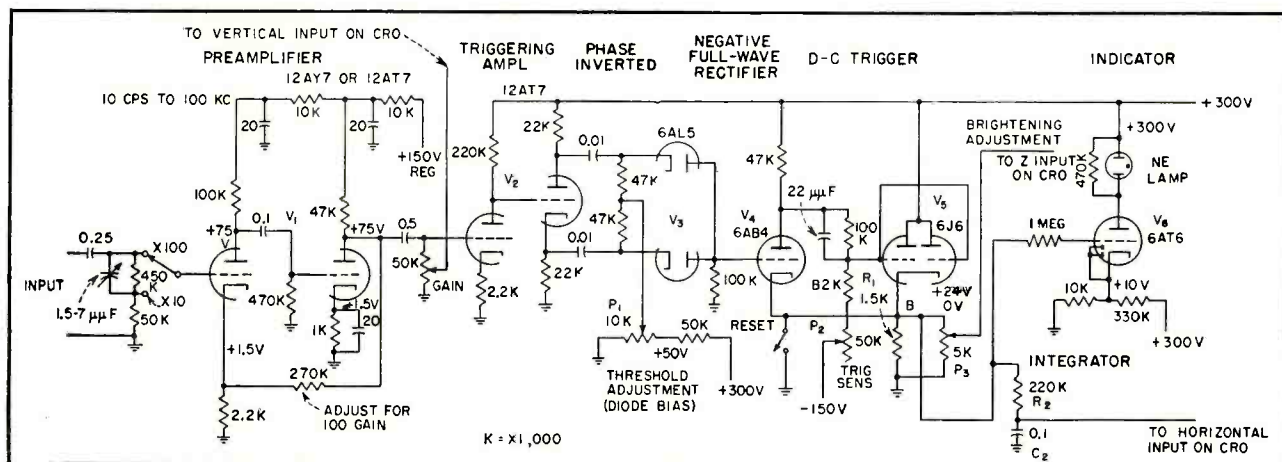 TO VERTICAL INPUT ON CRO
PREAMPLIFIER
12AY7 OR 12AT7
10 CPS TO 100 KC
10K
10K
20
20
+150V
REG
100K
47K
+75
0.1
V1
+75V
0.5
V
0.25
X100
450
K
X10
INPUT
1.5-7 μμF
50K
470K
+1.5V
1K
20
50K
GAIN
+1.5V
270K
2.2K
ADJUST FOR
100 GAIN
TRIGGERING
AMPL
12AT7
220K
22K
V2
2.2K
22K
PHASE
INVERTED
0.01
47K
47K
0.01
P1
10K
+50V
50K
+300V
THRESHOLD
ADJUSTMENT
(DIODE BIAS)
K = X1,000
NEGATIVE
FULL-WAVE
RECTIFIER
6AL5
V3
100K
D-C TRIGGER
47K
22 μμF
V4
6AB4
100
K
V5
6J6
82K
R1
1.5K
B
+24V
0V
RESET
P2
50K
TRIG
SENS
-150V
5K
P3
INDICATOR
+300V
+300V
BRIGHTENING
ADJUSTMENT
TO Z INPUT
ON CRO
470K
NE
LAMP
1 MEG
V6
6AT6
10K
+10V
330K
+300V
INTEGRATOR
220K
R2
0.1
C2
TO HORIZONTAL
INPUT ON CRO